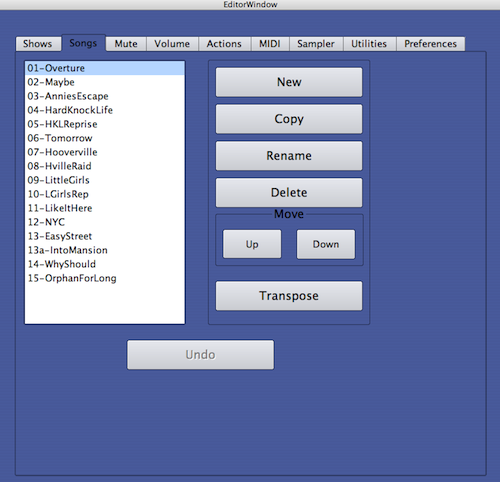 EditorWindow
Shows Songs Mute Volume Actions MIDI Sampler Utilities Preferences
01-Overture
02-Maybe
03-AnniesEscape
04-HardKnockLife
05-HKLReprise
06-Tomorrow
07-Hooverville
08-HvilleRaid
09-LittleGirls
10-LGirlsRep
11-LikeItHere
12-NYC
13-EasyStreet
13a-IntoMansion
14-WhyShould
15-OrphanForLong
New
Copy
Rename
Delete
Move
Up Down
Transpose
Undo